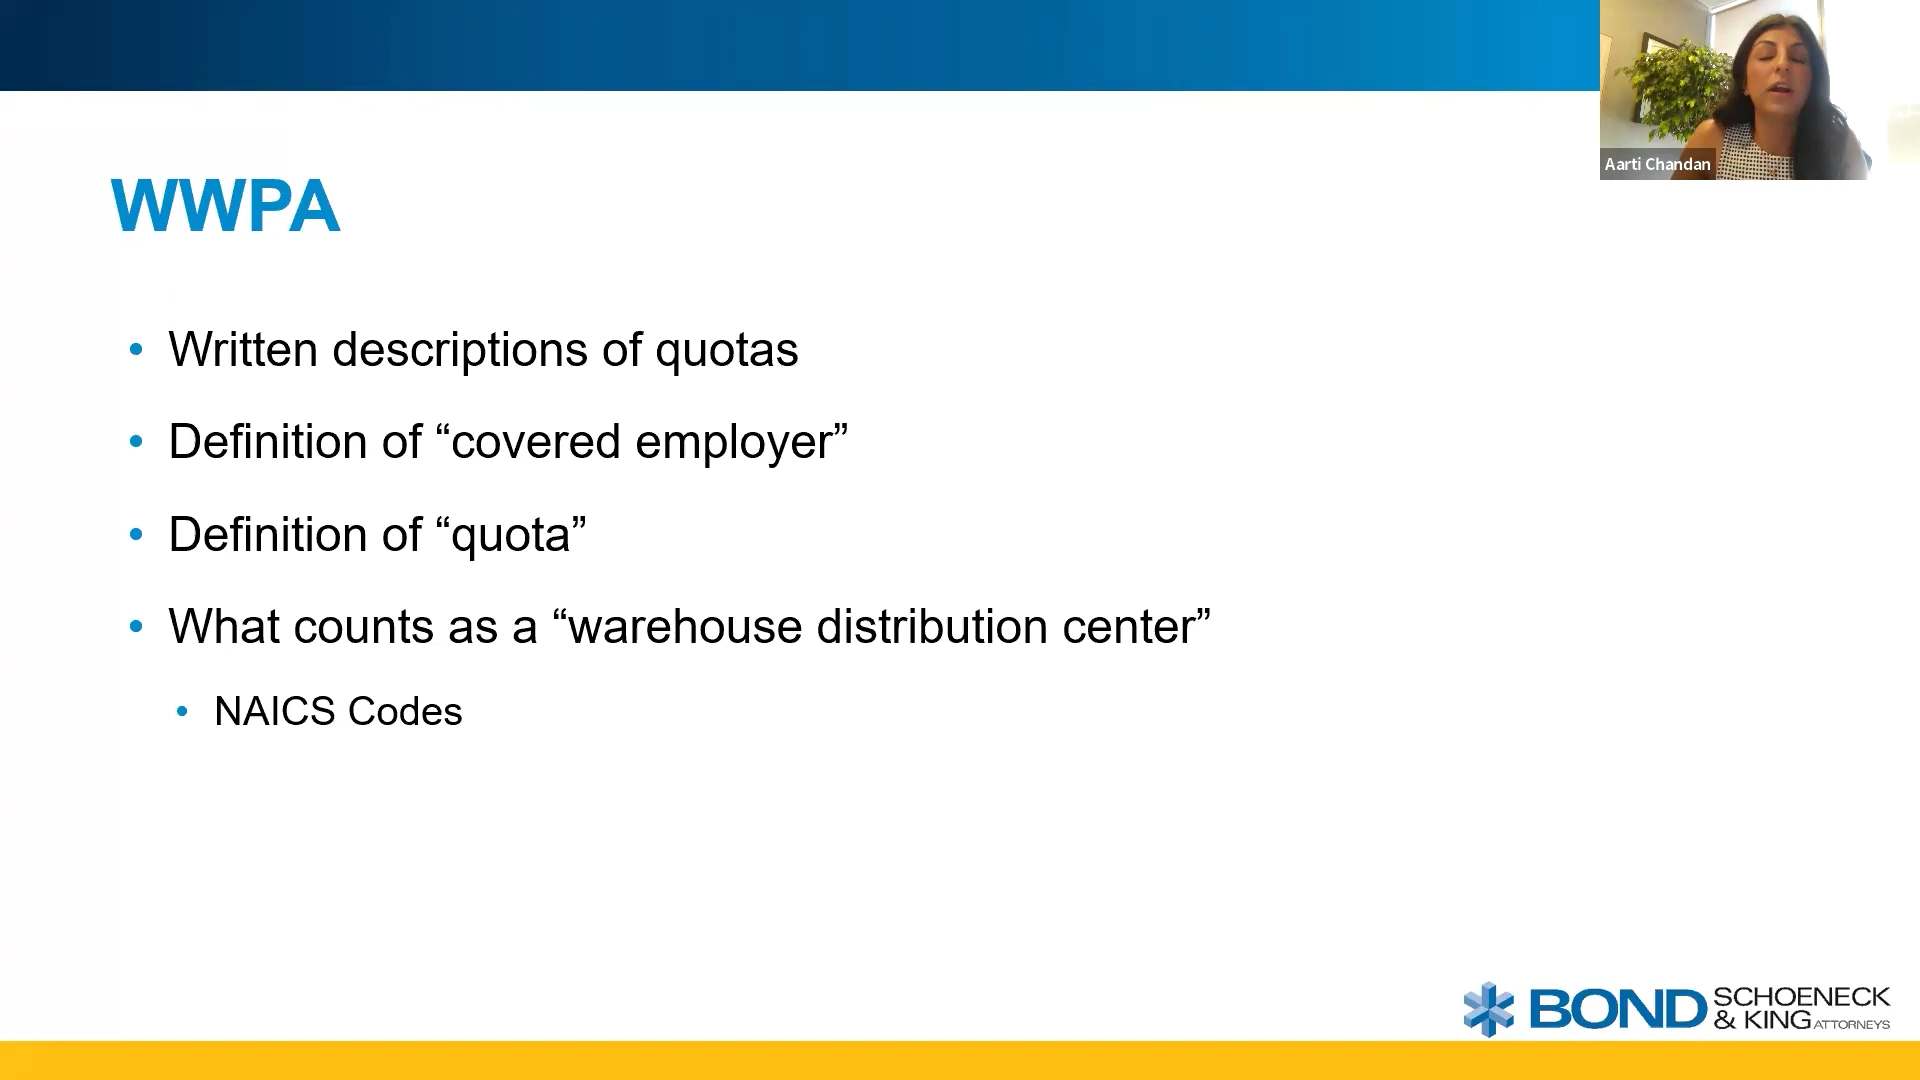 Aarti Chandan
WWPA
• Written descriptions of quotas
• Definition of “covered employer”
• Definition of “quota”
• What counts as a “warehouse distribution center”
• NAICS Codes
BOND SCHOENECK
& KING ATTORNEYS